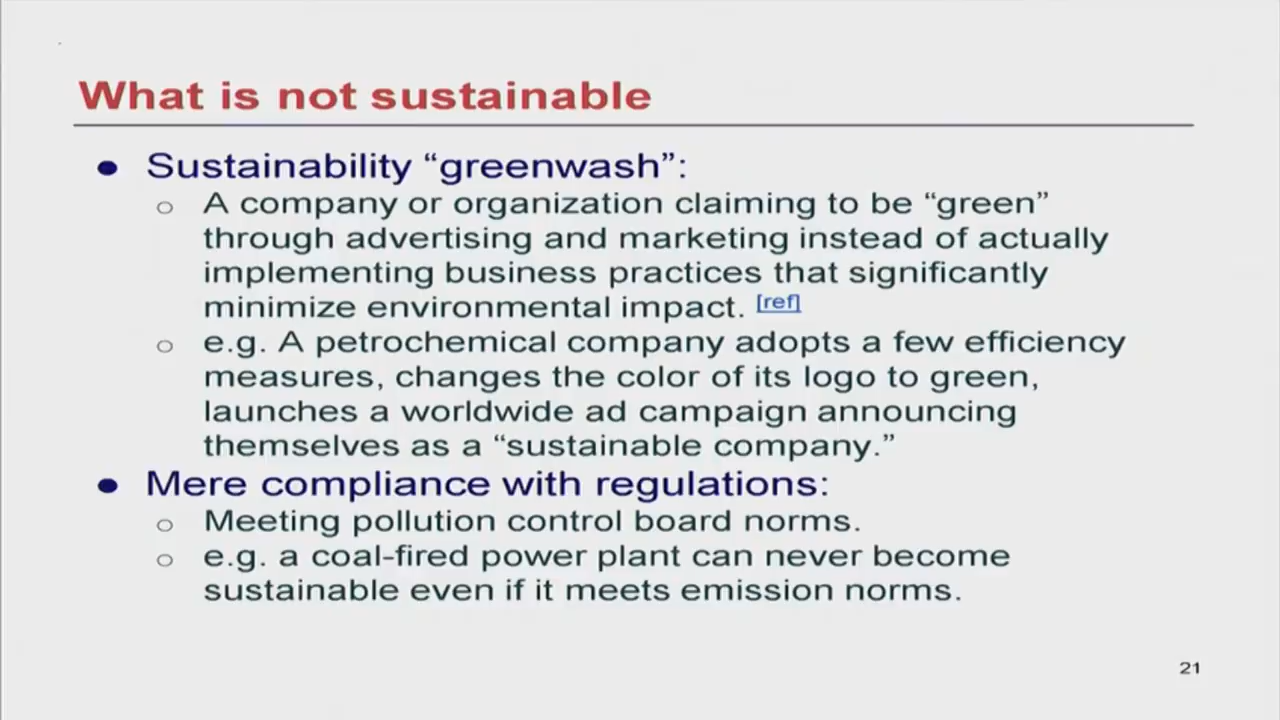 What is not sustainable
● Sustainability “greenwash”:
○ A company or organization claiming to be “green”
through advertising and marketing instead of actually
implementing business practices that significantly
minimize environmental impact. [ref]
○ e.g. A petrochemical company adopts a few efficiency
measures, changes the color of its logo to green,
launches a worldwide ad campaign announcing
themselves as a “sustainable company.”
● Mere compliance with regulations:
○ Meeting pollution control board norms.
○ e.g. a coal-fired power plant can never become
sustainable even if it meets emission norms.
21